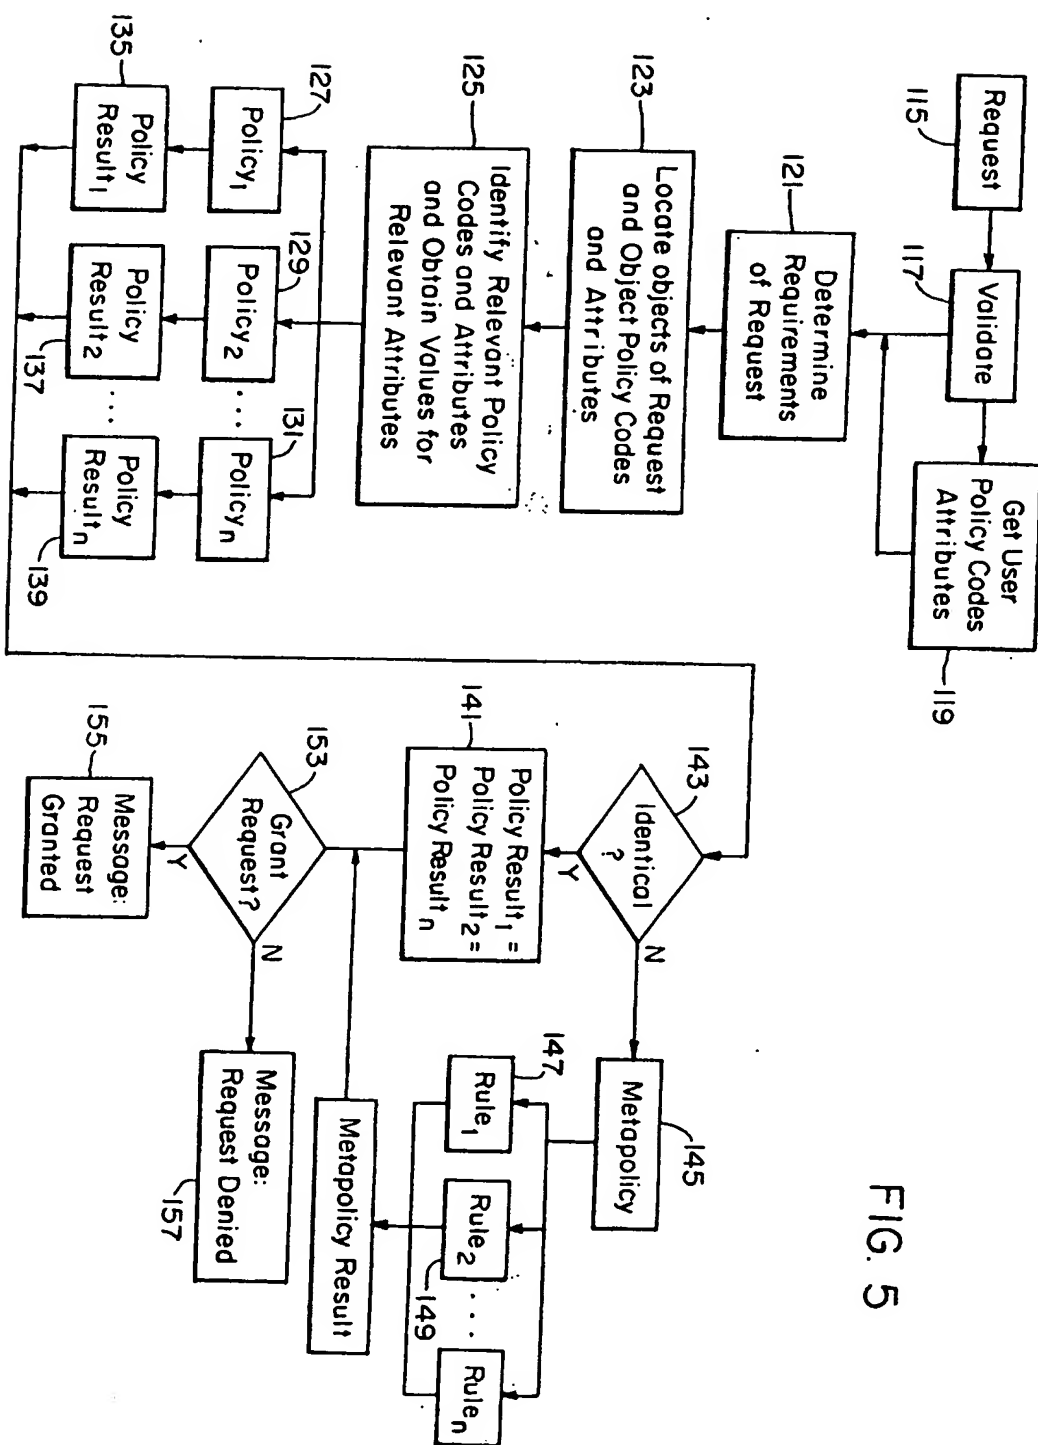 FIG. 5
Request
115
Validate
117
Get User
Policy Codes
Attributes
119
Determine
Requirements
of Request
121
Locate objects of Request
and Object Policy Codes
and Attributes
123
Identify Relevant Policy
Codes and Attributes
and Obtain Values for
Relevant Attributes
125
Policy₁
127
Policy₂
129
...
Policyₙ
131
Policy
Result₁
135
Policy
Result₂
137
...
Policy
Resultₙ
139
Identical
?
143
Y
N
Policy Result₁ =
Policy Result₂ =
Policy Resultₙ
141
Metapolicy
145
Rule₁
147
Rule₂
149
...
Ruleₙ
Metapolicy Result
Grant
Request?
153
Y
N
Message:
Request
Granted
155
Message:
Request Denied
157